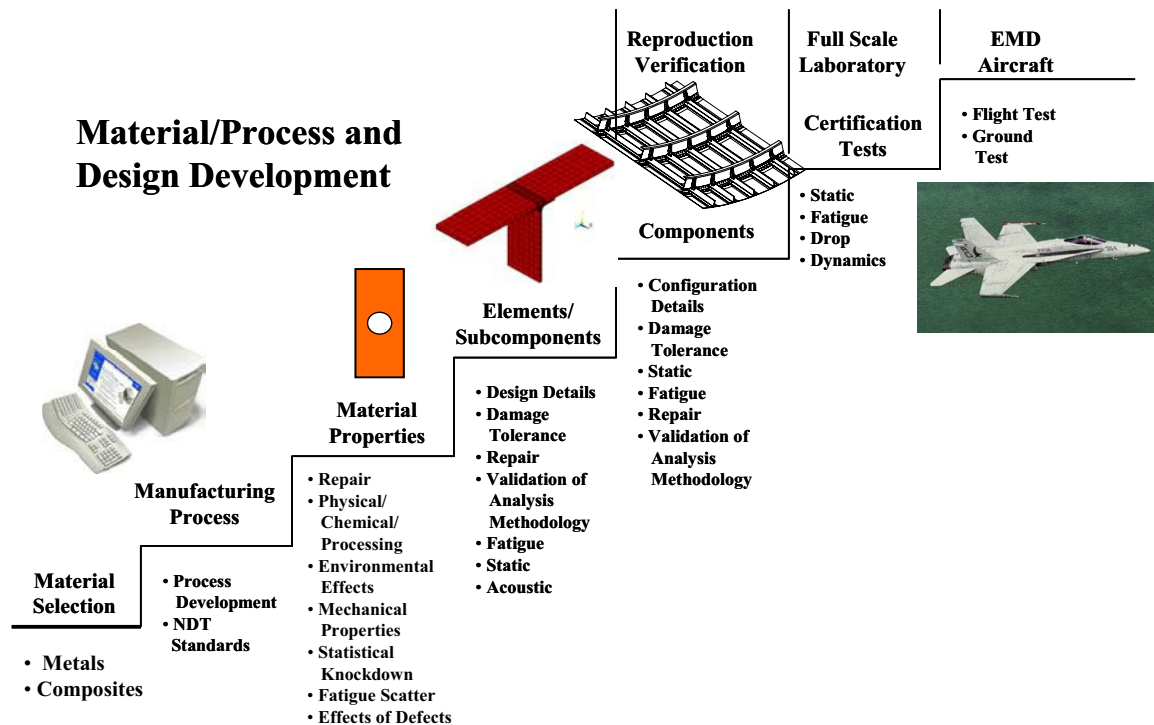 Material/Process and
Design Development
Material
Selection
• Metals
• Composites
Manufacturing
Process
• Process
Development
• NDT
Standards
Material
Properties
• Repair
• Physical/
Chemical/
Processing
• Environmental
Effects
• Mechanical
Properties
• Statistical
Knockdown
• Fatigue Scatter
• Effects of Defects
Elements/
Subcomponents
• Design Details
• Damage
Tolerance
• Repair
• Validation of
Analysis
Methodology
• Fatigue
• Static
• Acoustic
Reproduction
Verification
Components
• Configuration
Details
• Damage
Tolerance
• Static
• Fatigue
• Repair
• Validation of
Analysis
Methodology
Full Scale
Laboratory
Certification
Tests
• Static
• Fatigue
• Drop
• Dynamics
EMD
Aircraft
• Flight Test
• Ground
Test